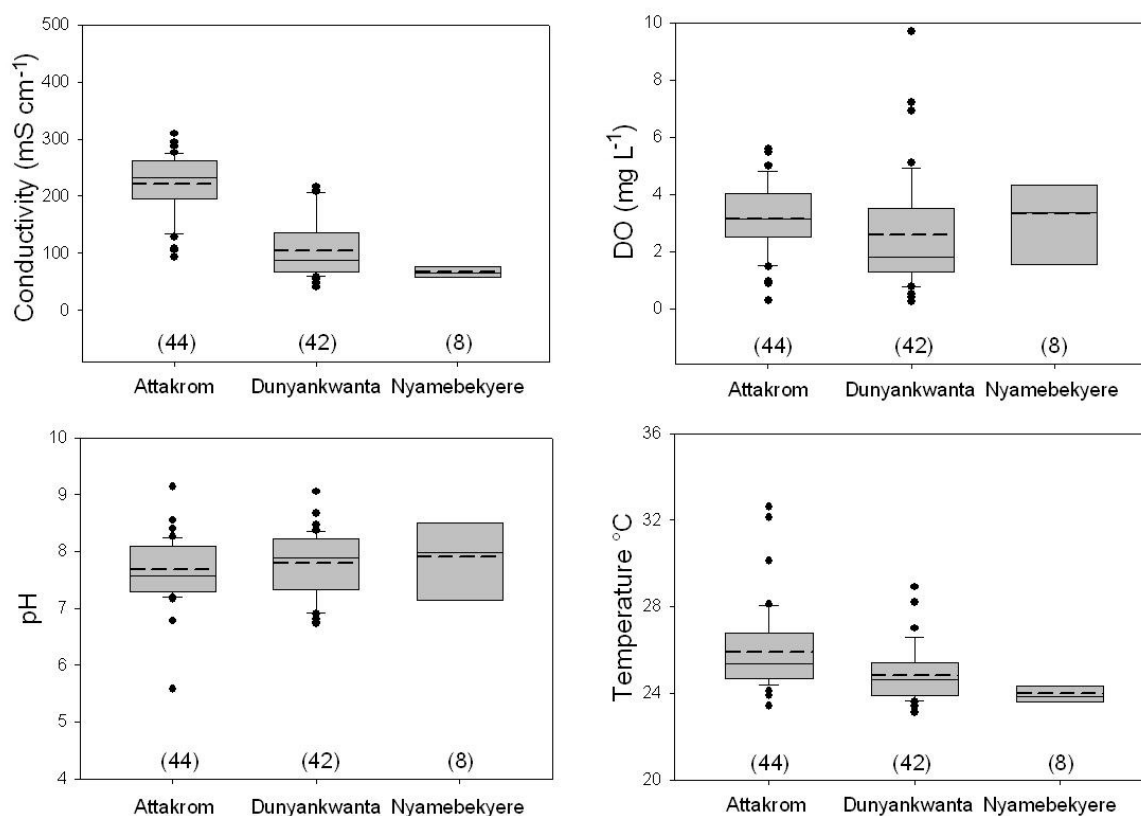 Conductivity (mS cm⁻¹)
500
400
300
200
100
0
(44) (42) (8)
Attakrom Dunyankwanta Nyamebekyere
DO (mg L⁻¹)
10
8
6
4
2
0
(44) (42) (8)
Attakrom Dunyankwanta Nyamebekyere
pH
10
9
8
7
6
5
4
(44) (42) (8)
Attakrom Dunyankwanta Nyamebekyere
Temperature °C
36
32
28
24
20
(44) (42) (8)
Attakrom Dunyankwanta Nyamebekyere